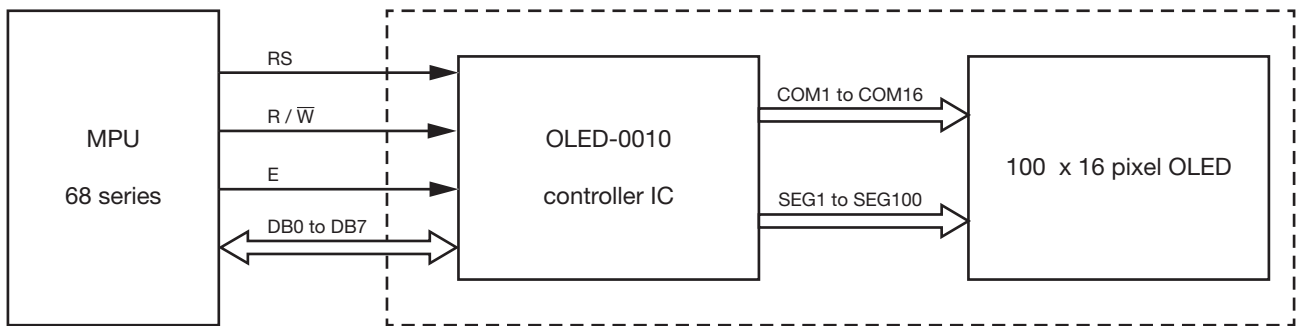 MPU
68 series
RS
R / W̅
E
DB0 to DB7
OLED-0010
controller IC
COM1 to COM16
SEG1 to SEG100
100 x 16 pixel OLED